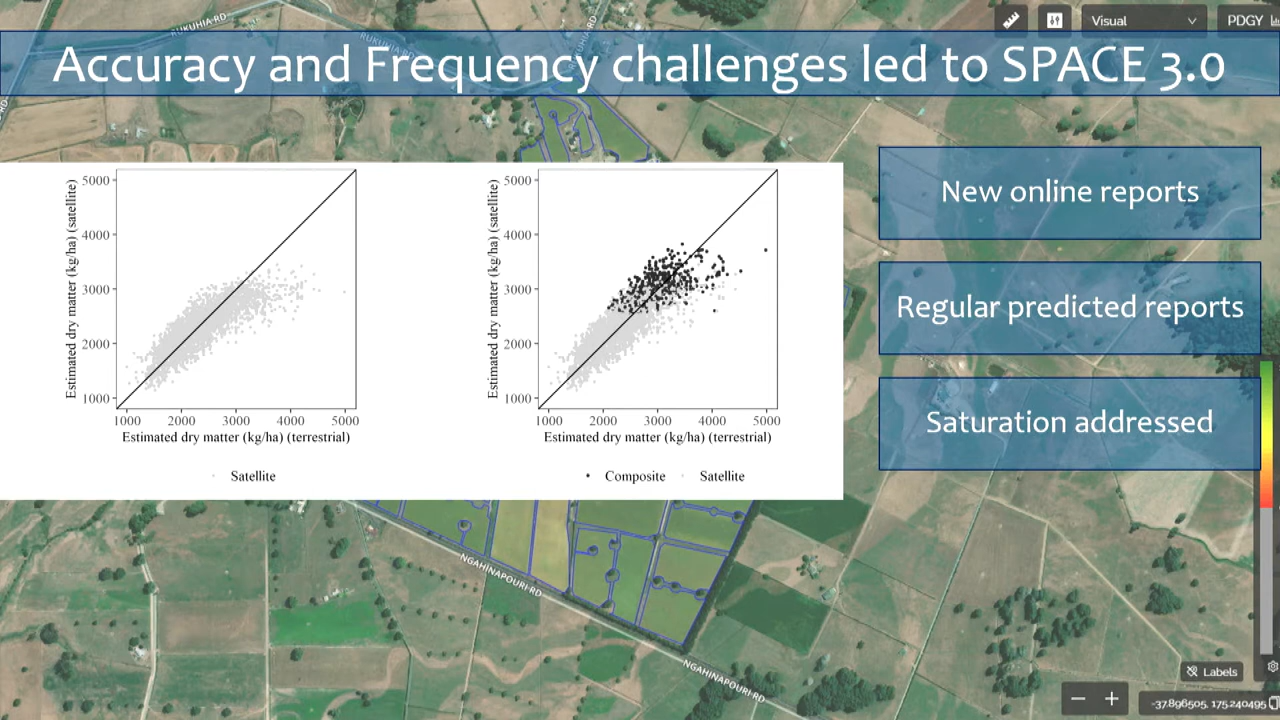 RUKUHIA RD
Visual
PDGY
Accuracy and Frequency challenges led to SPACE 3.0
New online reports
Regular predicted reports
Saturation addressed
Estimated dry matter (kg/ha) (satellite)
5000
4000
3000
2000
1000
1000 2000 3000 4000 5000
Estimated dry matter (kg/ha) (terrestrial)
Satellite
Estimated dry matter (kg/ha) (satellite)
5000
4000
3000
2000
1000
1000 2000 3000 4000 5000
Estimated dry matter (kg/ha) (terrestrial)
Composite Satellite
NGAHINAPOURI RD
NGAHINAPOURI RD
Labels
-37.896505, 175.240495